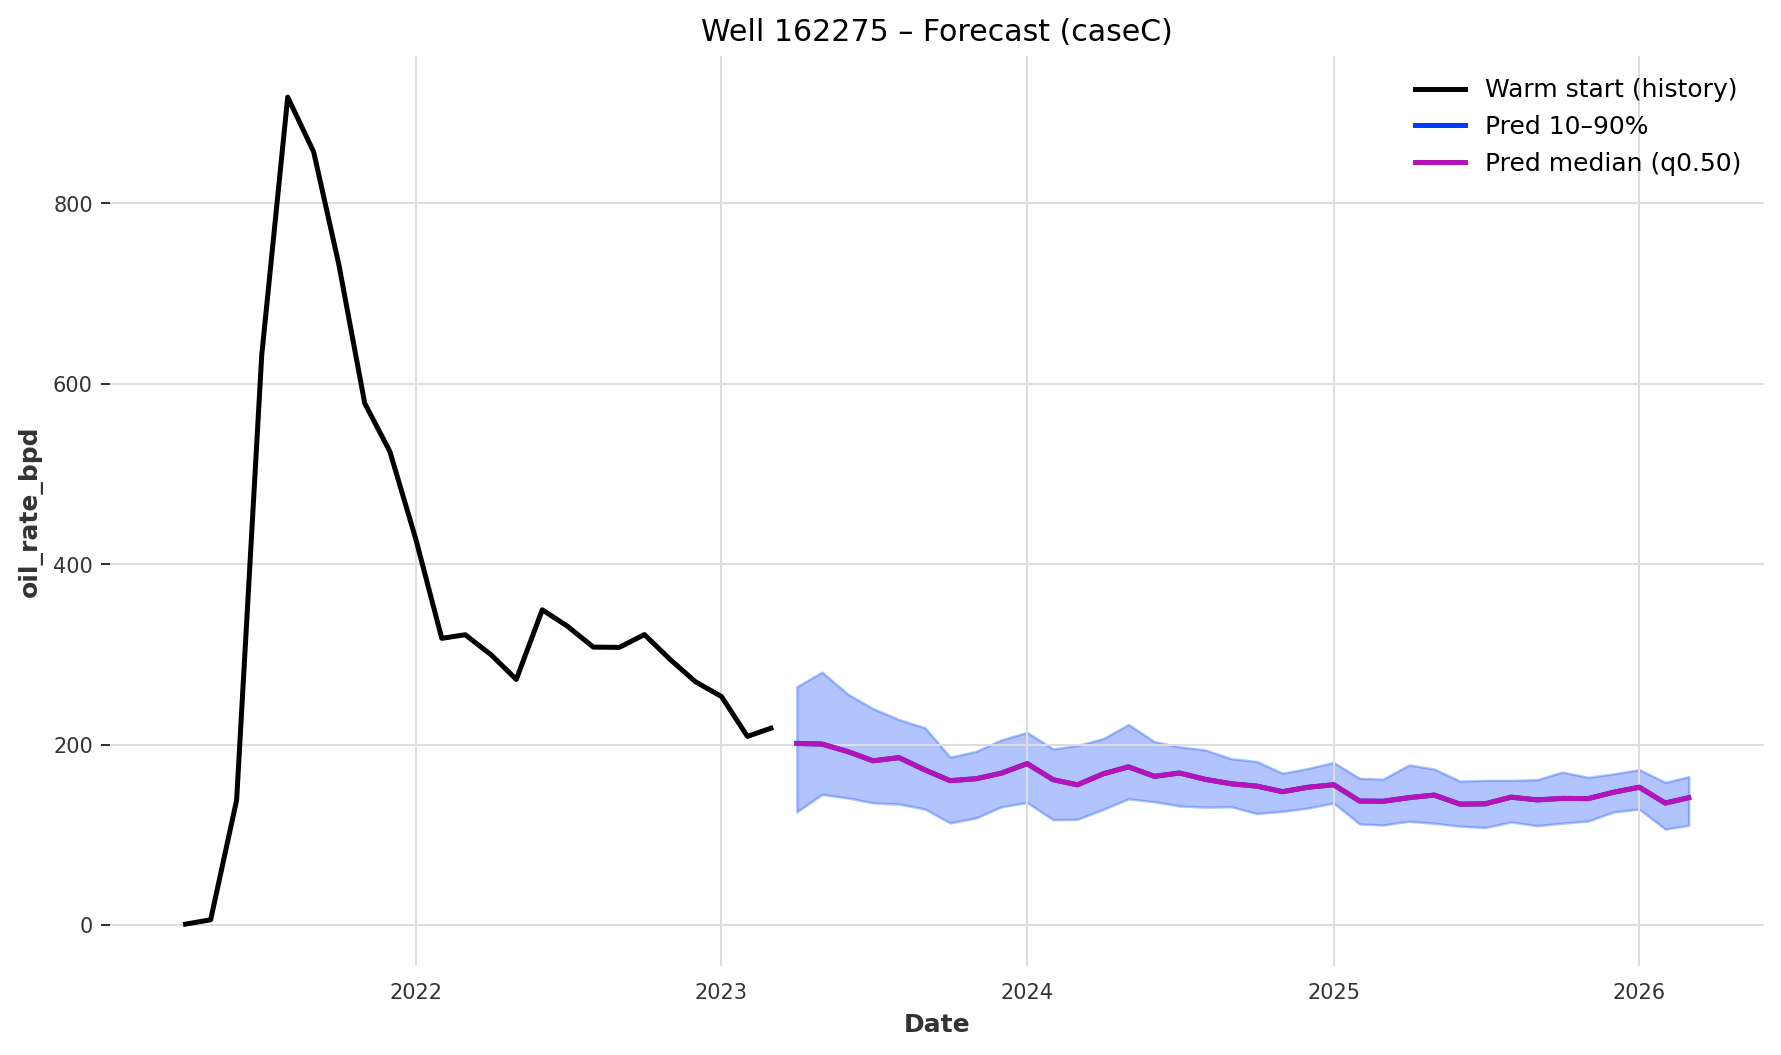 Well 162275 – Forecast (caseC)
Warm start (history)
Pred 10–90%
Pred median (q0.50)
oil_rate_bpd
800
600
400
200
0
2022
2023
2024
2025
2026
Date